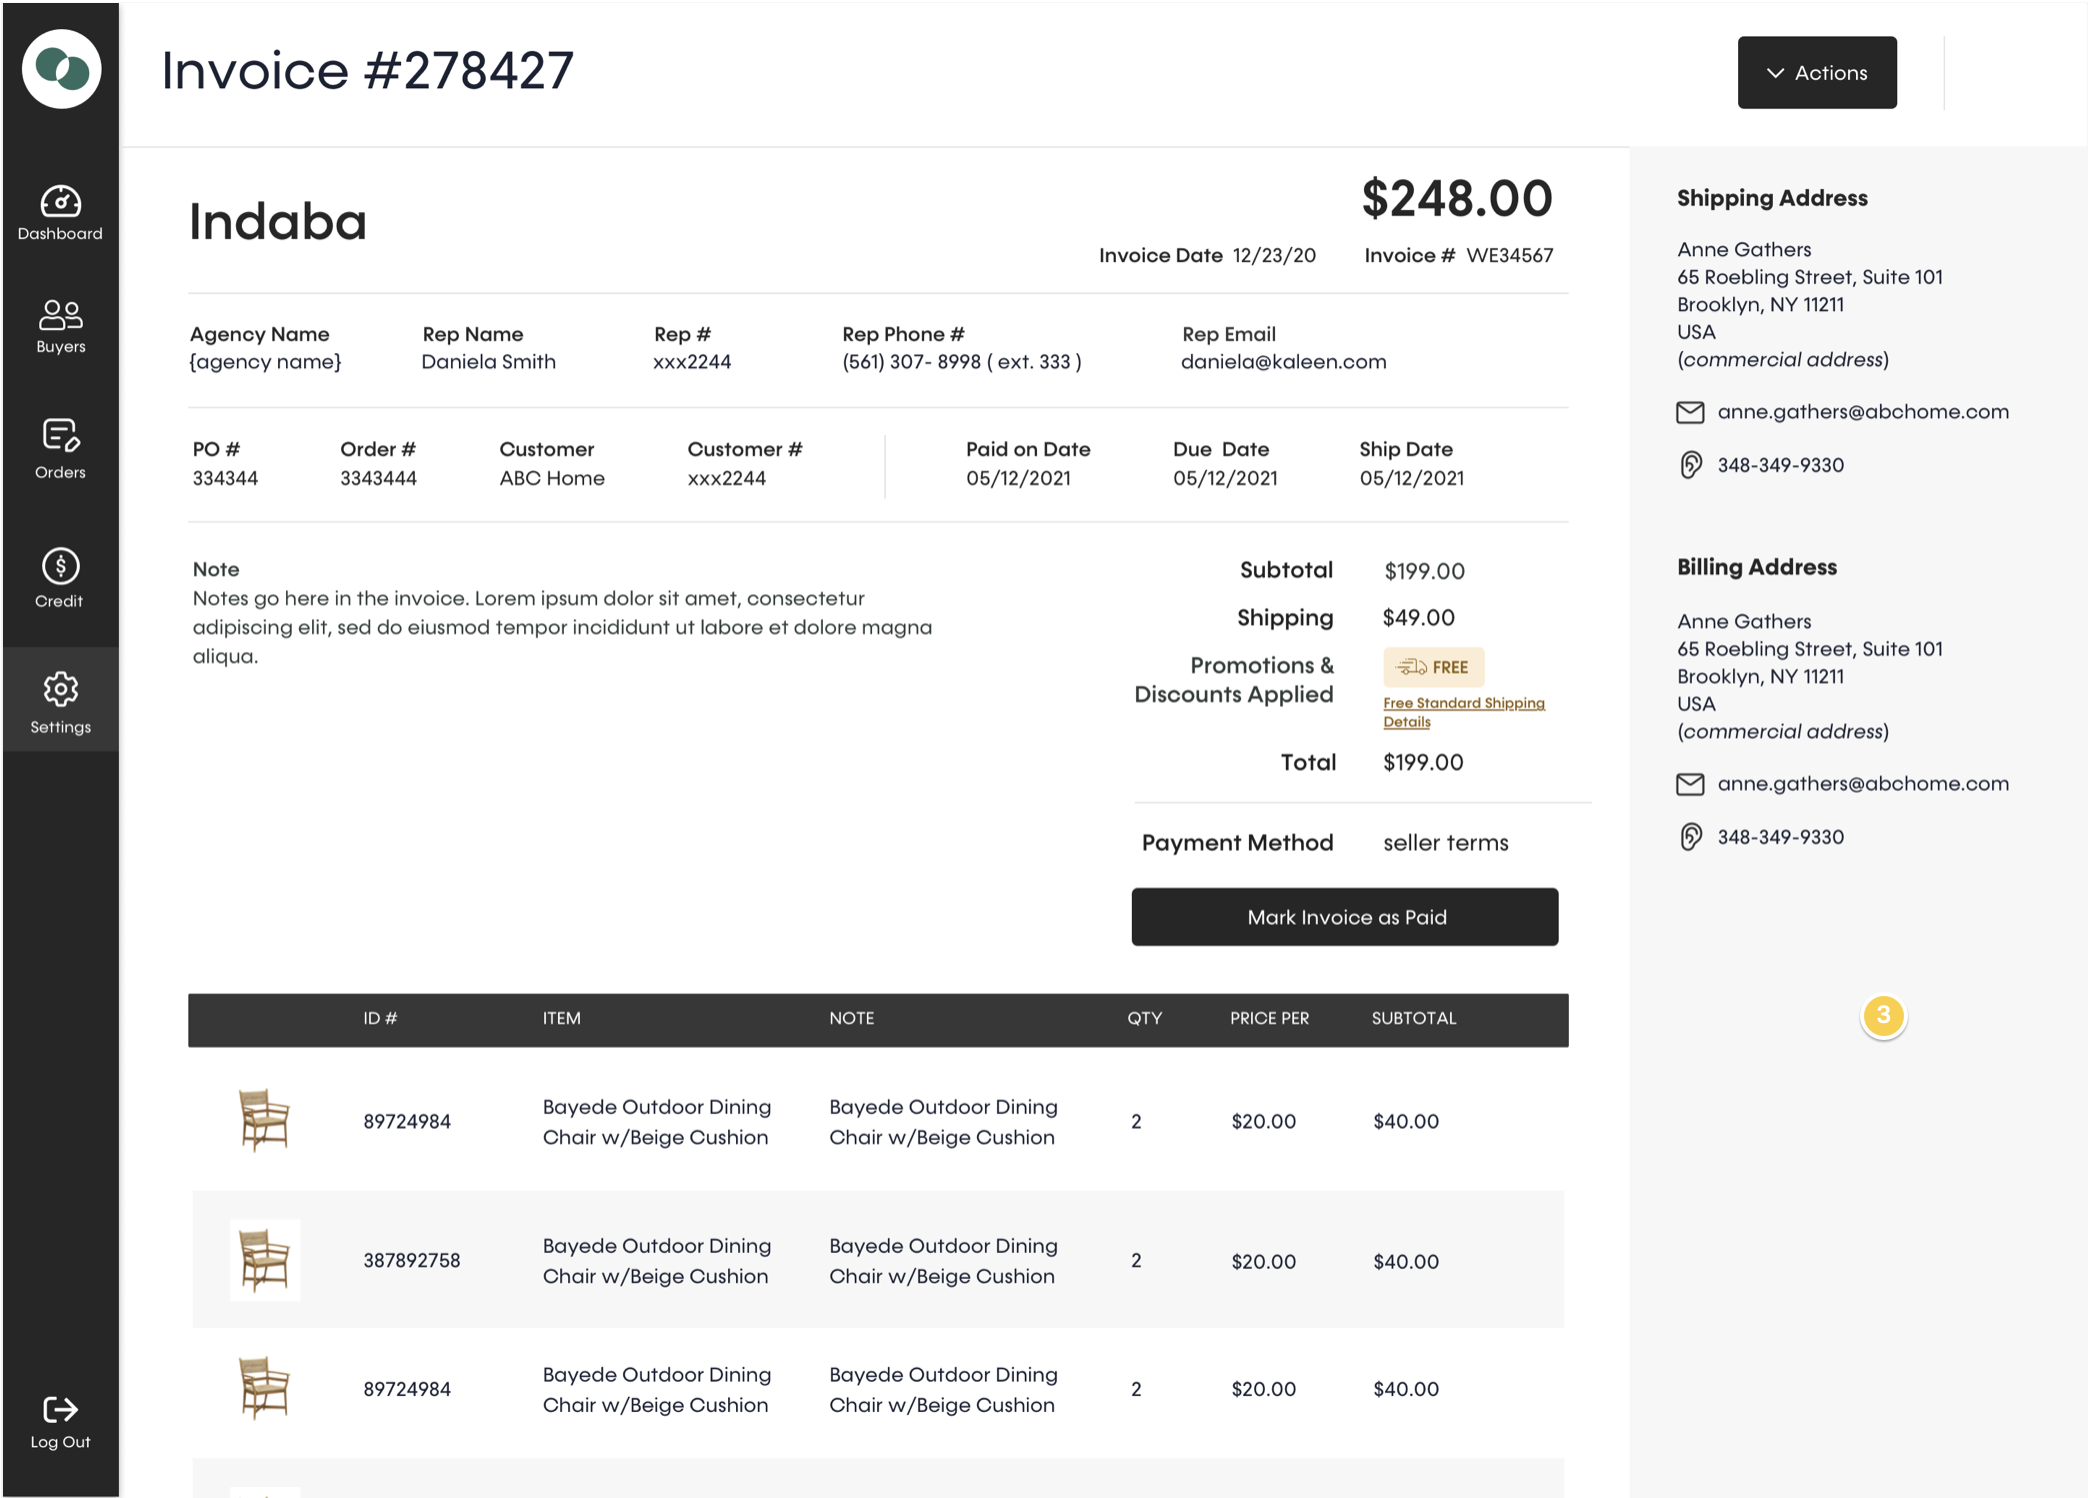 Invoice #278427
Actions
Dashboard
Buyers
Orders
Credit
Settings
Log Out
Indaba
$248.00
Invoice Date 12/23/20 Invoice # WE34567
Agency Name Rep Name Rep # Rep Phone # Rep Email
{agency name} Daniela Smith xxx2244 (561) 307- 8998 ( ext. 333 ) daniela@kaleen.com
PO # Order # Customer Customer # Paid on Date Due Date Ship Date
334344 3343444 ABC Home xxx2244 05/12/2021 05/12/2021 05/12/2021
Note
Notes go here in the invoice. Lorem ipsum dolor sit amet, consectetur
adipiscing elit, sed do eiusmod tempor incididunt ut labore et dolore magna
aliqua.
Subtotal $199.00
Shipping $49.00
Promotions &
Discounts Applied
FREE
Free Standard Shipping
Details
Total $199.00
Payment Method seller terms
Mark Invoice as Paid
ID # ITEM NOTE QTY PRICE PER SUBTOTAL
89724984 Bayede Outdoor Dining Chair w/Beige Cushion Bayede Outdoor Dining Chair w/Beige Cushion 2 $20.00 $40.00
387892758 Bayede Outdoor Dining Chair w/Beige Cushion Bayede Outdoor Dining Chair w/Beige Cushion 2 $20.00 $40.00
89724984 Bayede Outdoor Dining Chair w/Beige Cushion Bayede Outdoor Dining Chair w/Beige Cushion 2 $20.00 $40.00
Shipping Address
Anne Gathers
65 Roebling Street, Suite 101
Brooklyn, NY 11211
USA
(commercial address)
anne.gathers@abchome.com
348-349-9330
Billing Address
Anne Gathers
65 Roebling Street, Suite 101
Brooklyn, NY 11211
USA
(commercial address)
anne.gathers@abchome.com
348-349-9330
3